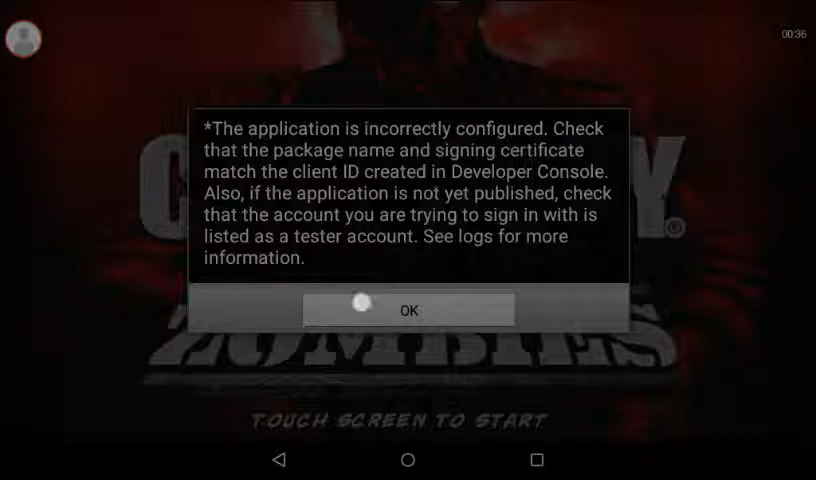 00:36
*The application is incorrectly configured. Check
that the package name and signing certificate
match the client ID created in Developer Console.
Also, if the application is not yet published, check
that the account you are trying to sign in with is
listed as a tester account. See logs for more
information.
OK
ZOMBIES
TOUCH SCREEN TO START